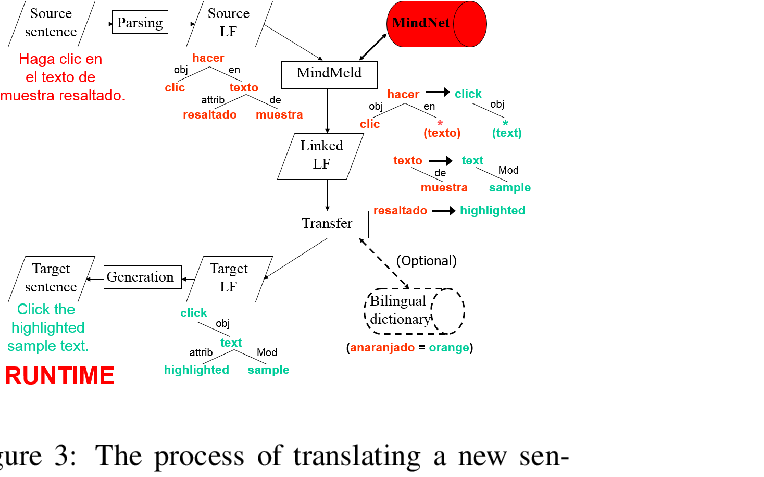 Source
sentence
Parsing
Source
LF
MindNet
Haga clic en
el texto de
muestra resaltado.
hacer
obj
en
clic
texto
attrib
de
resaltado
muestra
MindMeld
hacer
click
obj
en
obj
clic
*
(texto)
*
(text)
Linked
LF
texto
text
de
Mod
muestra
sample
resaltado
highlighted
Transfer
(Optional)
Bilingual
dictionary
(anaranjado = orange)
Target
sentence
Generation
Target
LF
Click the
highlighted
sample text.
click
obj
text
attrib
Mod
highlighted
sample
RUNTIME
gure 3: The process of translating a new sen-